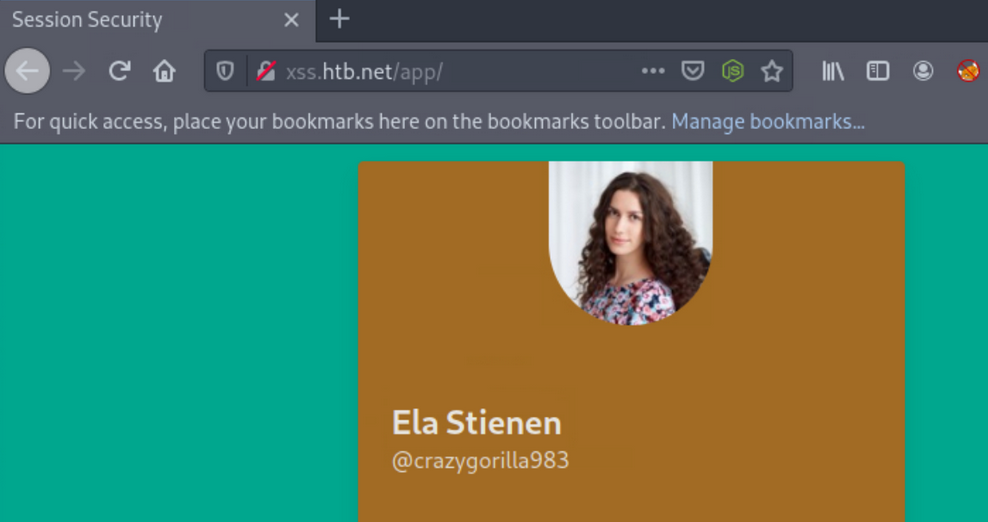 Session Security
xss.htb.net/app/
For quick access, place your bookmarks here on the bookmarks toolbar. Manage bookmarks...
Ela Stienen
@crazygorilla983